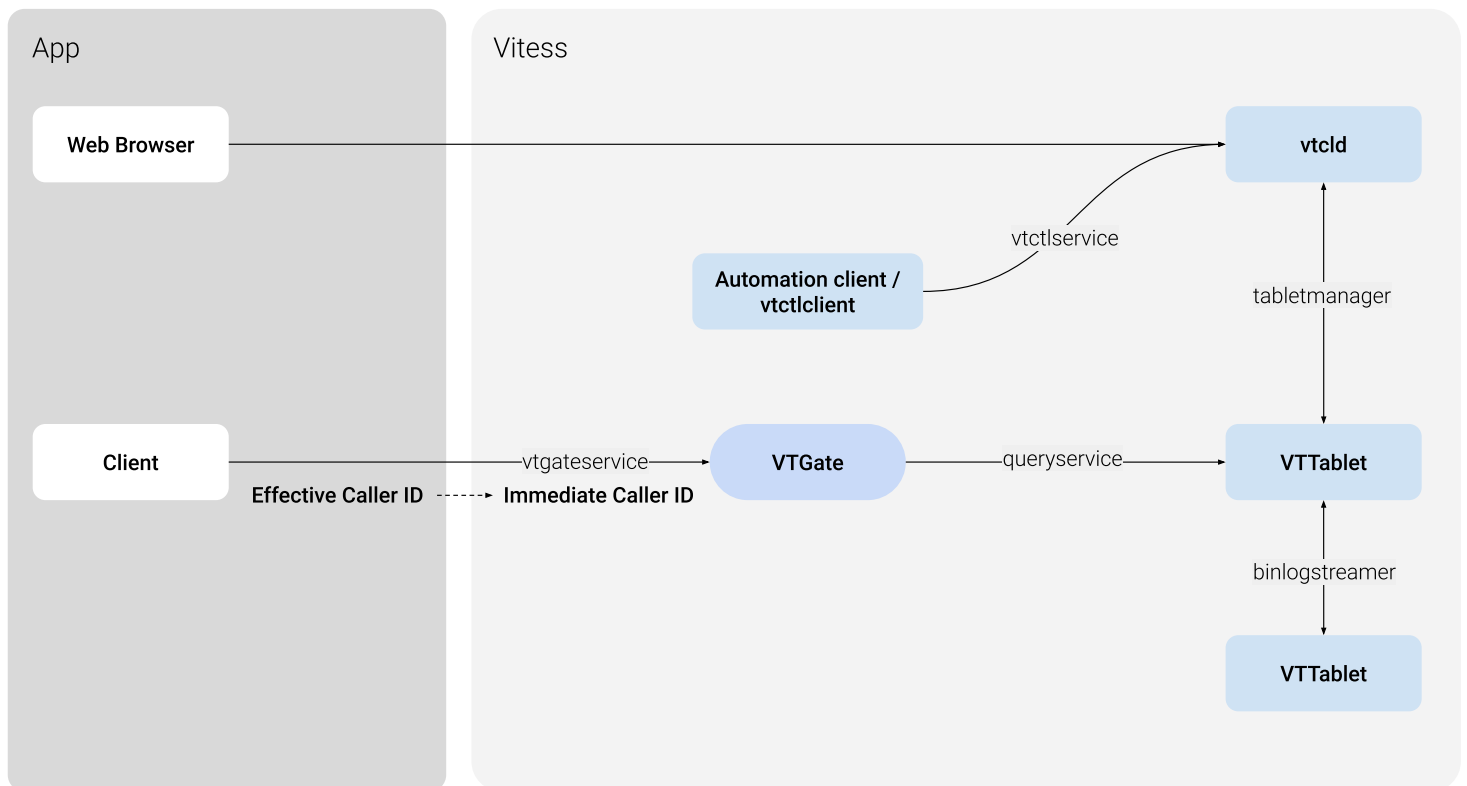 App
Vitess
Web Browser
vtcld
vtctlservice
Automation client /
vtctlclient
tabletmanager
Client
vtgateservice
VTGate
queryservice
VTTablet
Effective Caller ID
Immediate Caller ID
binlogstreamer
VTTablet